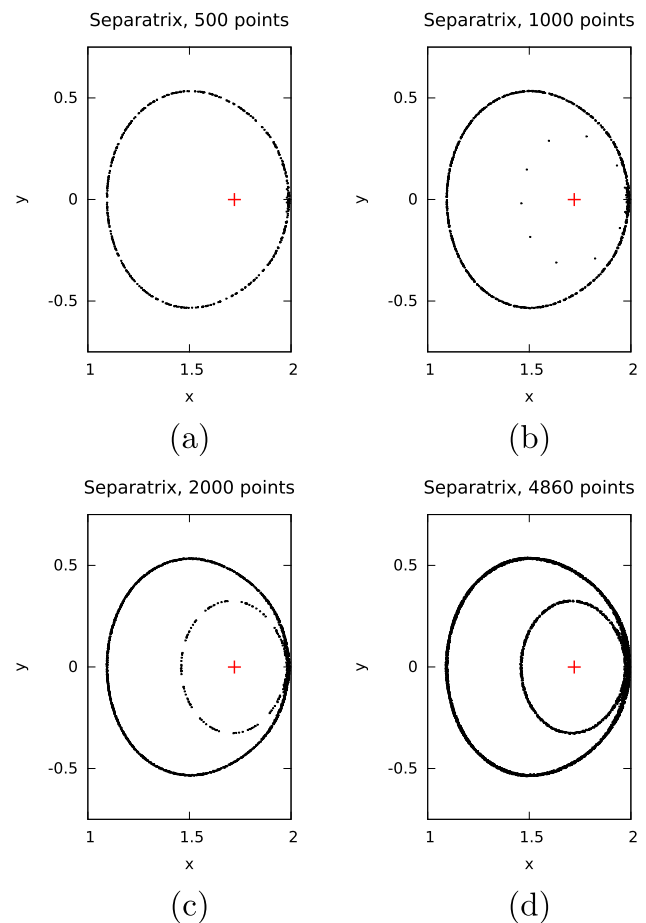 Separatrix, 500 points
0.5
0
-0.5
y
1
1.5
2
x
(a)
Separatrix, 1000 points
0.5
0
-0.5
y
1
1.5
2
x
(b)
Separatrix, 2000 points
0.5
0
-0.5
y
1
1.5
2
x
(c)
Separatrix, 4860 points
0.5
0
-0.5
y
1
1.5
2
x
(d)